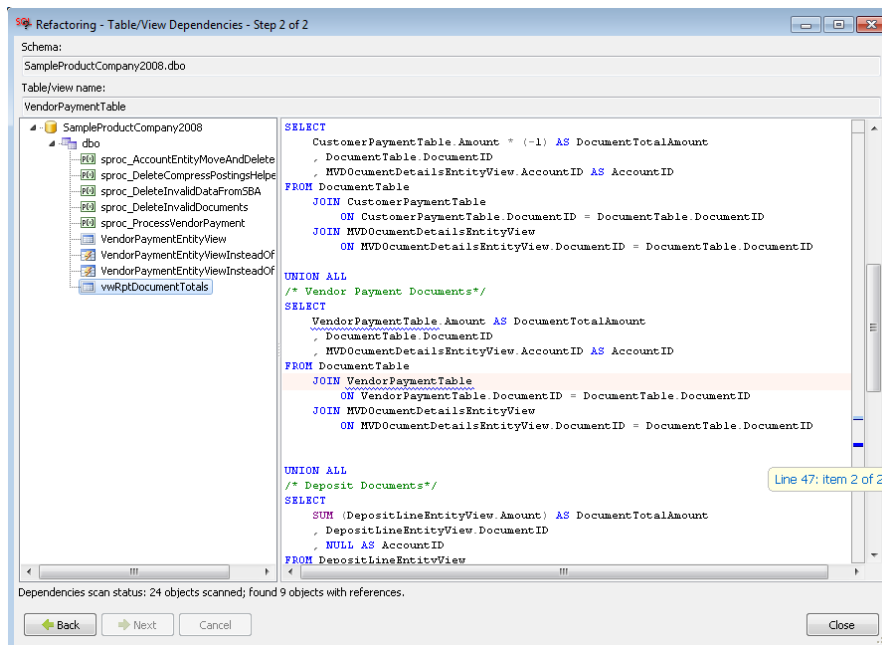 SQL Refactoring - Table/View Dependencies - Step 2 of 2
Schema:
SampleProductCompany2008.dbo
Table/view name:
VendorPaymentTable
SampleProductCompany2008
dbo
sproc_AccountEntityMoveAndDelete
sproc_DeleteCompressPostingsHelpe
sproc_DeleteInvalidDataFromSBA
sproc_DeleteInvalidDocuments
sproc_ProcessVendorPayment
VendorPaymentEntityView
VendorPaymentEntityViewInsteadOf
VendorPaymentEntityViewInsteadOf
vwRptDocumentTotals
SELECT
CustomerPaymentTable.Amount * (-1) AS DocumentTotalAmount
, DocumentTable.DocumentID
, MVDOcumentDetailsEntityView.AccountID AS AccountID
FROM DocumentTable
JOIN CustomerPaymentTable
ON CustomerPaymentTable.DocumentID = DocumentTable.DocumentID
JOIN MVDOcumentDetailsEntityView
ON MVDOcumentDetailsEntityView.DocumentID = DocumentTable.DocumentID
UNION ALL
/* Vendor Payment Documents*/
SELECT
VendorPaymentTable.Amount AS DocumentTotalAmount
, DocumentTable.DocumentID
, MVDOcumentDetailsEntityView.AccountID AS AccountID
FROM DocumentTable
JOIN VendorPaymentTable
ON VendorPaymentTable.DocumentID = DocumentTable.DocumentID
JOIN MVDOcumentDetailsEntityView
ON MVDOcumentDetailsEntityView.DocumentID = DocumentTable.DocumentID
UNION ALL
/* Deposit Documents*/
SELECT
SUM (DepositLineEntityView.Amount) AS DocumentTotalAmount
, DepositLineEntityView.DocumentID
, NULL AS AccountID
FROM DepositLineEntityView
Line 47: item 2 of 2
Dependencies scan status: 24 objects scanned; found 9 objects with references.
Back
Next
Cancel
Close